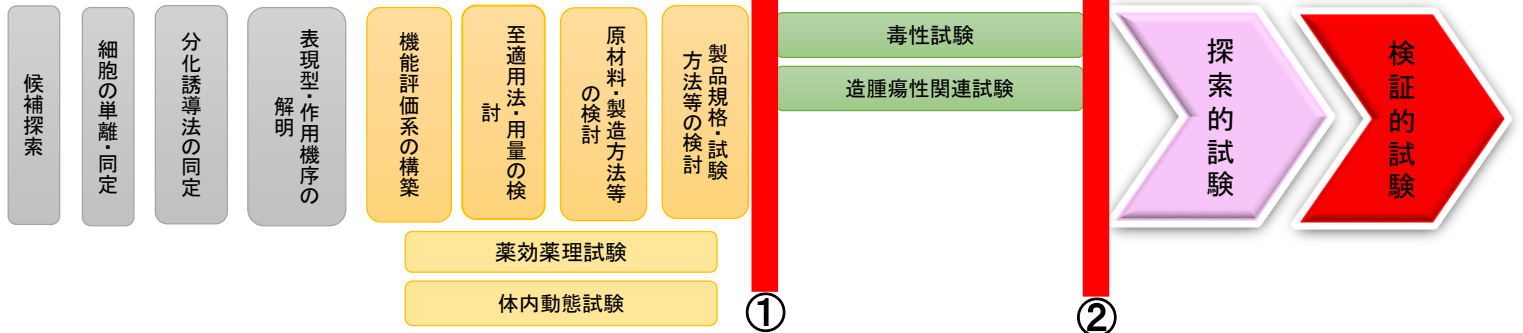 候補探索
細胞の単離・同定
分化誘導法の同定
表現型・作用機序の
解明
機能評価系の構築
至適用法・用量の検
討
原材料・製造方法等
の検討
製品規格・試験
方法等の検討
薬効薬理試験
体内動態試験
①
毒性試験
造腫瘍性関連試験
②
探索的試験
検証的試験